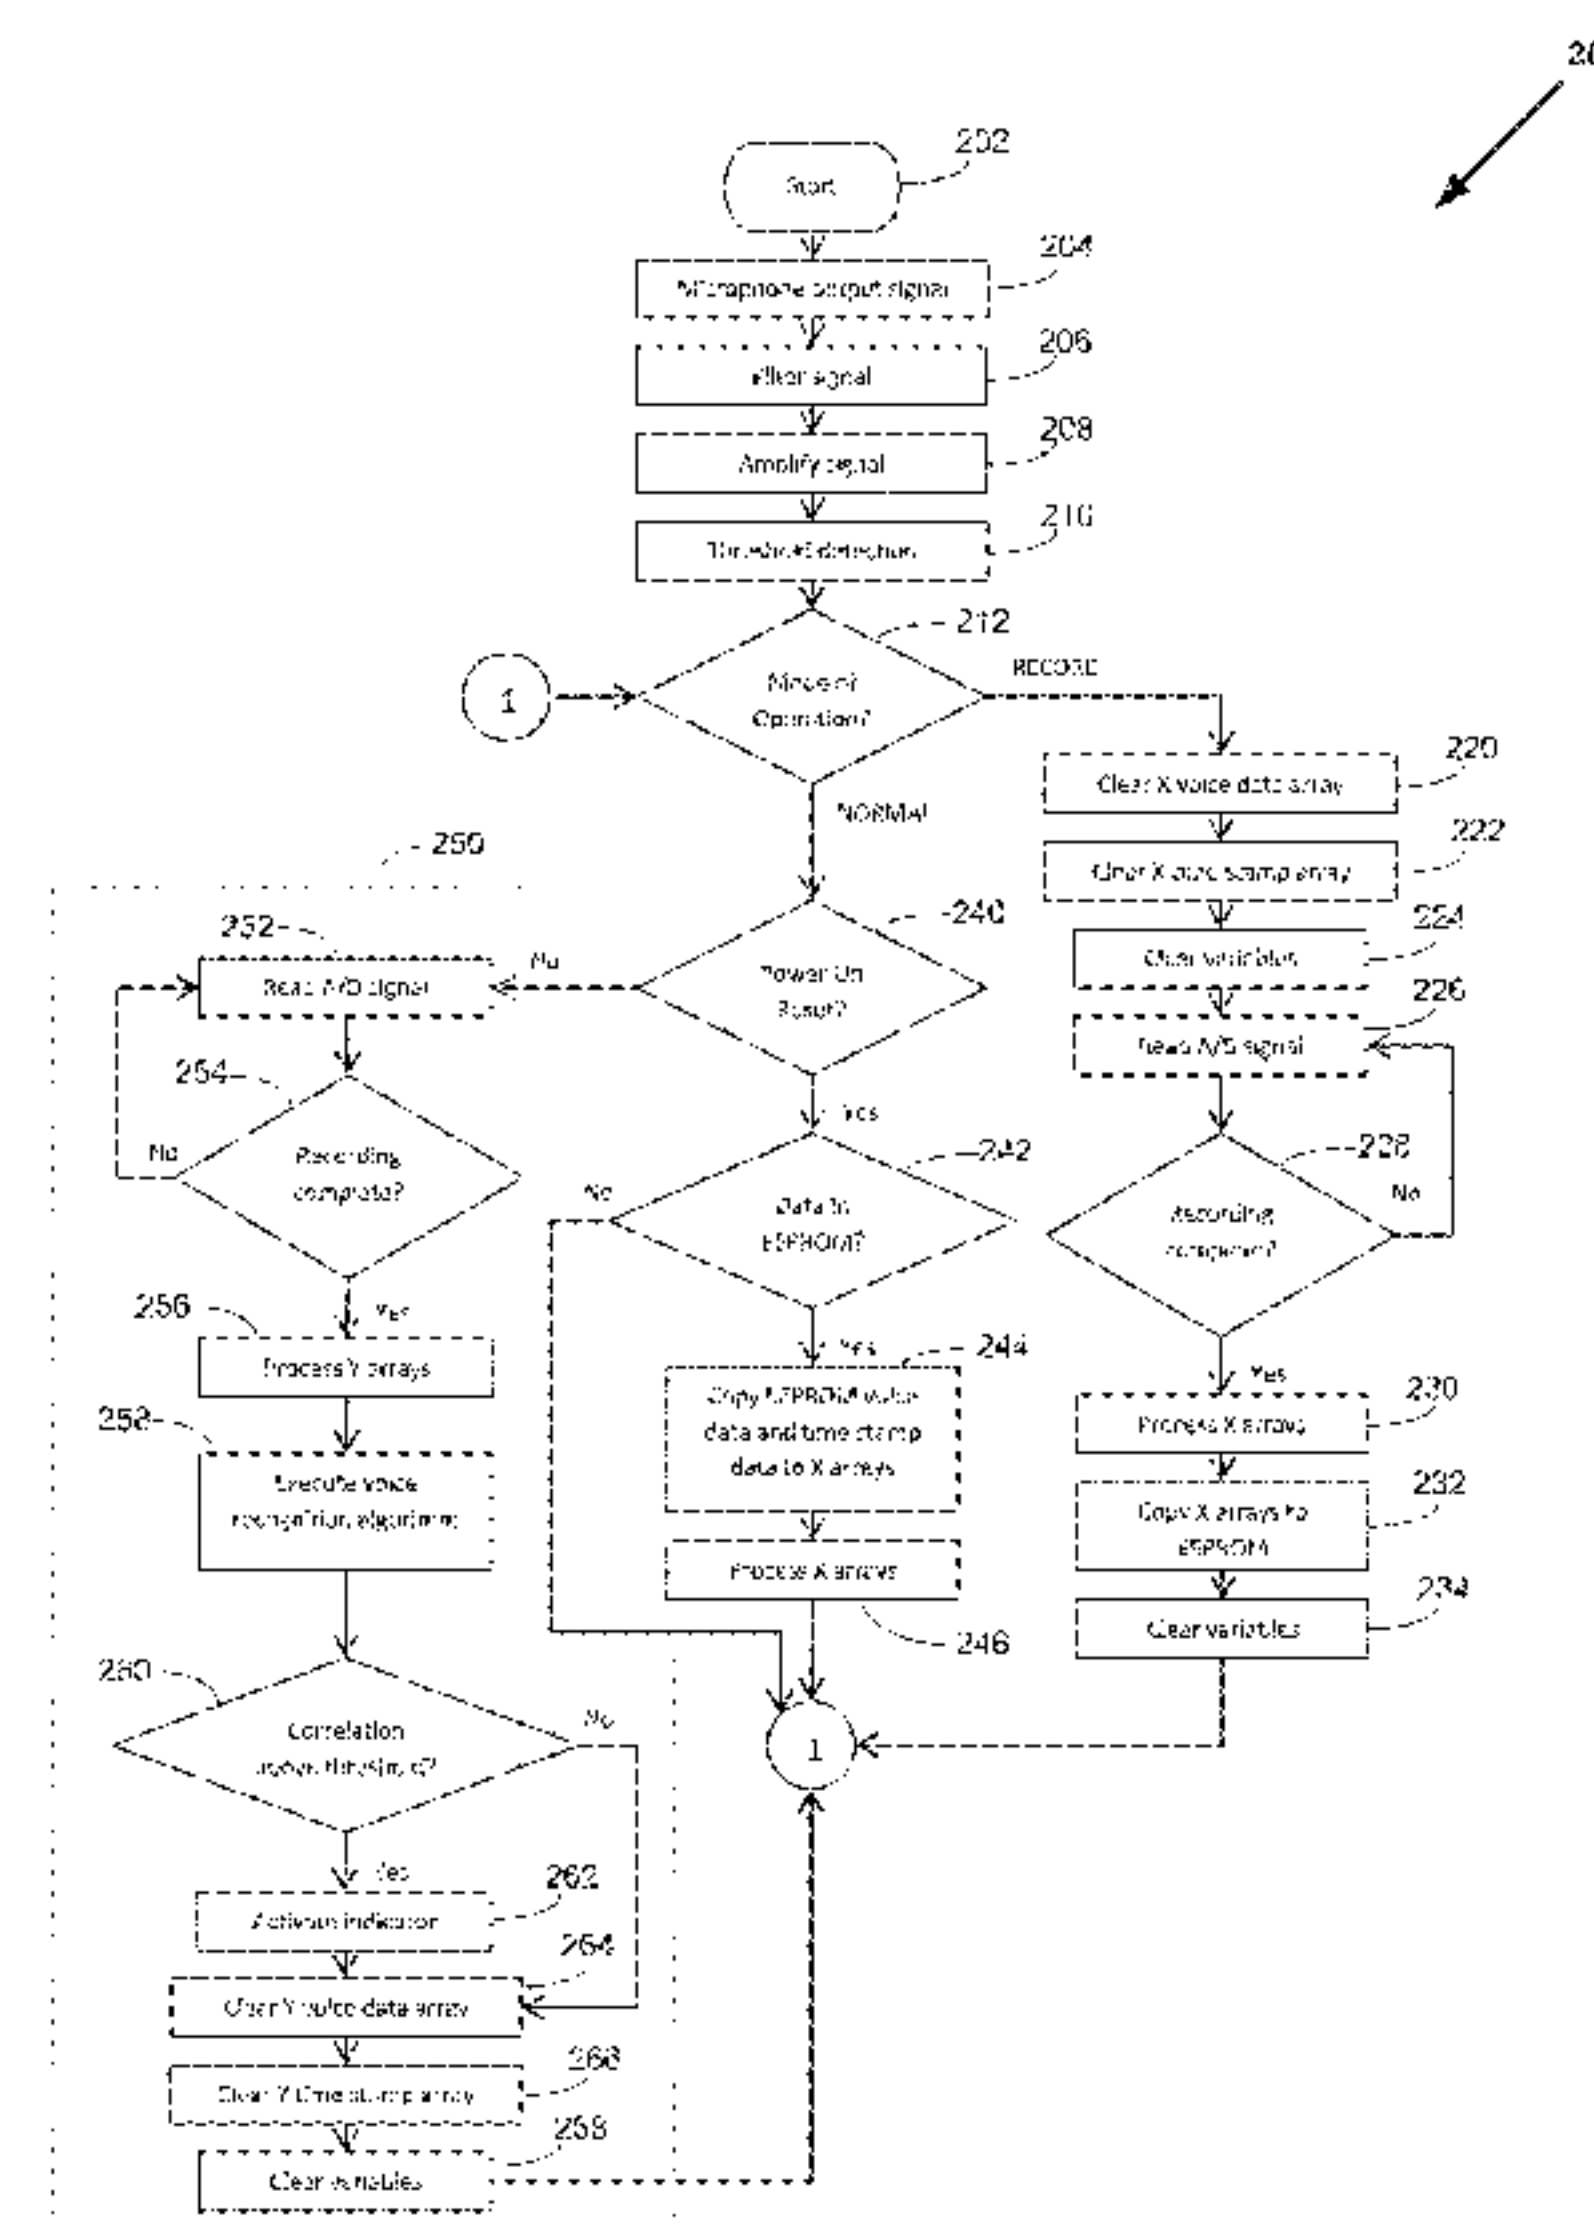 20
202
Start
204
Microphone output signal
206
Filter signal
208
Amplify signal
210
Threshold detection
212
Mode of
Operation?
1
RECORD
NORMAL
220
Clear X voice data array
222
Clear X time stamp array
224
Clear variables
226
Read A/D signal
228
Recording
complete?
No
Yes
230
Process X arrays
232
Copy X arrays to
EEPROM
234
Clear variables
240
Power On
Reset?
No
Yes
242
Data in
EEPROM?
No
Yes
244
Copy EEPROM voice
data and time stamp
data to X arrays
Process X arrays
246
1
250
252
Read A/D signal
254
Recording
complete?
No
Yes
256
Process Y arrays
258
Execute voice
recognition algorithm
260
Correlation
above threshold?
No
Yes
262
Activate indicator
264
Clear Y voice data array
266
Clear Y time stamp array
268
Clear variables